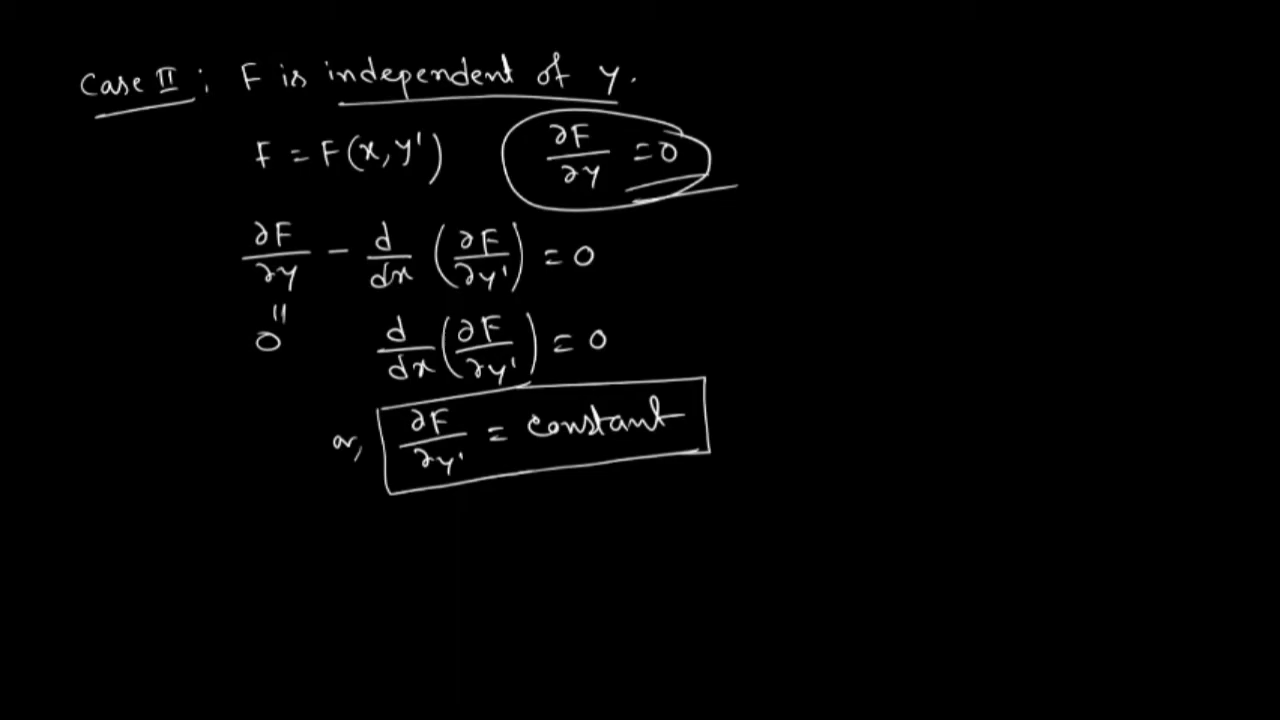 Case II : F is independent of y.
F = F(x, y') ∂F/∂y = 0
∂F/∂y - d/dx (∂F/∂y') = 0
"
0 d/dx (∂F/∂y') = 0
or, ∂F/∂y' = constant